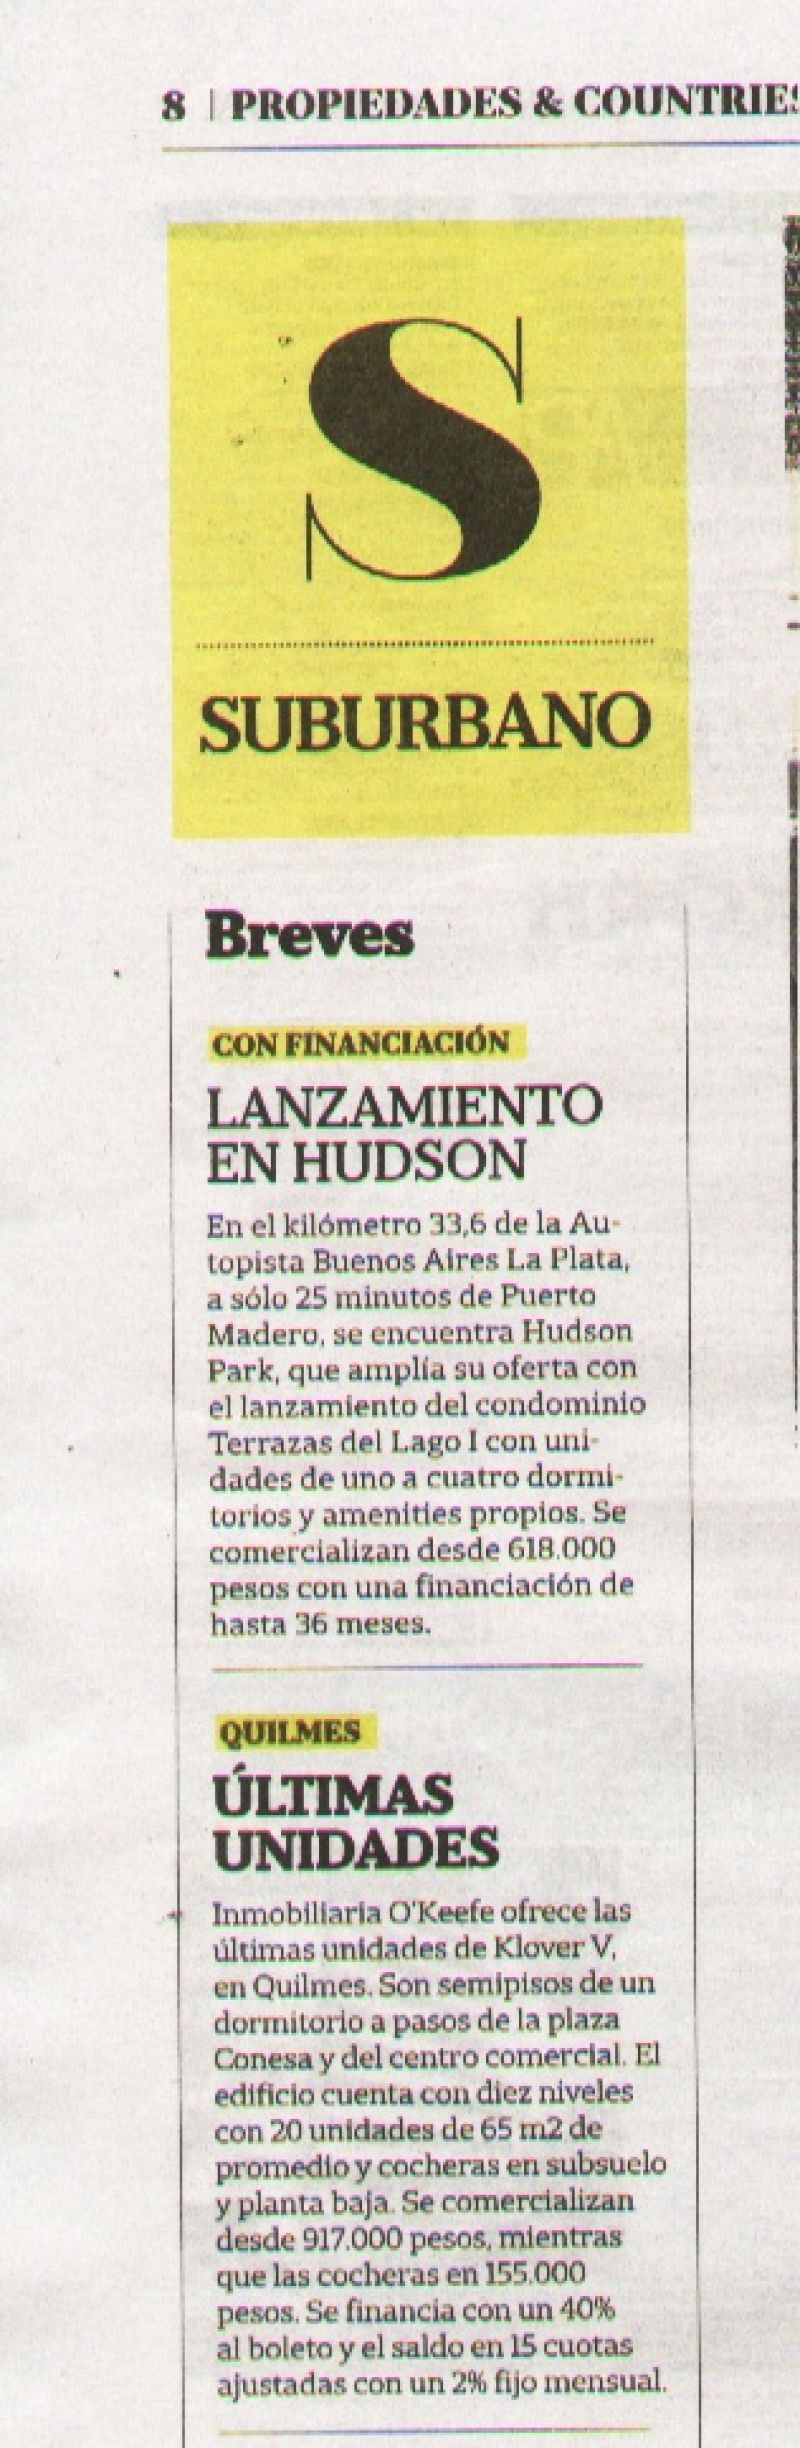 8 | PROPIEDADES & COUNTRIES
S
SUBURBANO
Breves
CON FINANCIACIÓN
LANZAMIENTO
EN HUDSON
En el kilómetro 33,6 de la Au-
topista Buenos Aires La Plata,
a sólo 25 minutos de Puerto
Madero, se encuentra Hudson
Park, que amplía su oferta con
el lanzamiento del condominio
Terrazas del Lago I con uni-
dades de uno a cuatro dormi-
torios y amenities propios. Se
comercializan desde 618.000
pesos con una financiación de
hasta 36 meses.
QUILMES
ÚLTIMAS
UNIDADES
Inmobiliaria O'Keefe ofrece las
últimas unidades de Klover V,
en Quilmes. Son semipisos de un
dormitorio a pasos de la plaza
Conesa y del centro comercial. El
edificio cuenta con diez niveles
con 20 unidades de 65 m2 de
promedio y cocheras en subsuelo
y planta baja. Se comercializan
desde 917.000 pesos, mientras
que las cocheras en 155.000
pesos. Se financia con un 40%
al boleto y el saldo en 15 cuotas
ajustadas con un 2% fijo mensual.